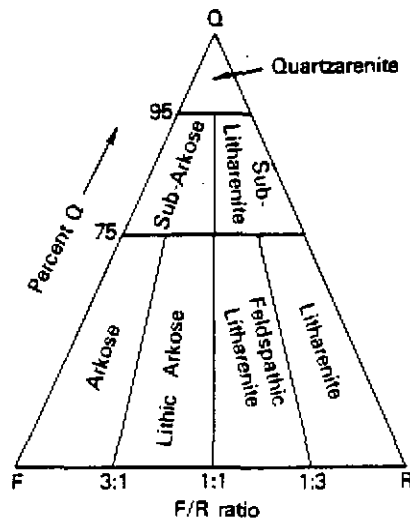 Q
Quartzarenite
95
Percent Q
Sub-Arkose
Sub-
Litharenite
75
Arkose
Lithic Arkose
Feldspathic
Litharenite
Litharenite
F
3:1
1:1
1:3
R
F/R ratio